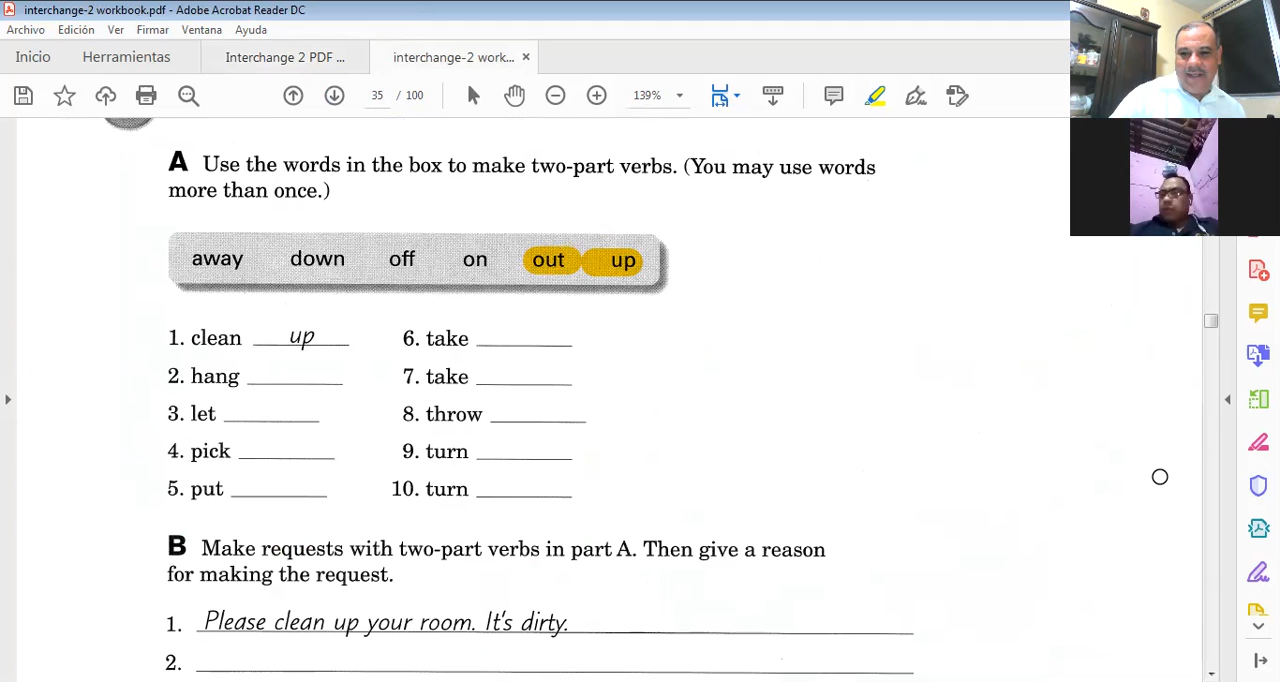 interchange-2 workbook.pdf - Adobe Acrobat Reader DC
Archivo Edición Ver Firmar Ventana Ayuda
Inicio Herramientas Interchange 2 PDF ... interchange-2 work... ×
35 / 100 139%
A Use the words in the box to make two-part verbs. (You may use words
more than once.)
away down off on out up
1. clean up 6. take
2. hang 7. take
3. let 8. throw
4. pick 9. turn
5. put 10. turn
B Make requests with two-part verbs in part A. Then give a reason
for making the request.
1. Please clean up your room. It's dirty.
2.